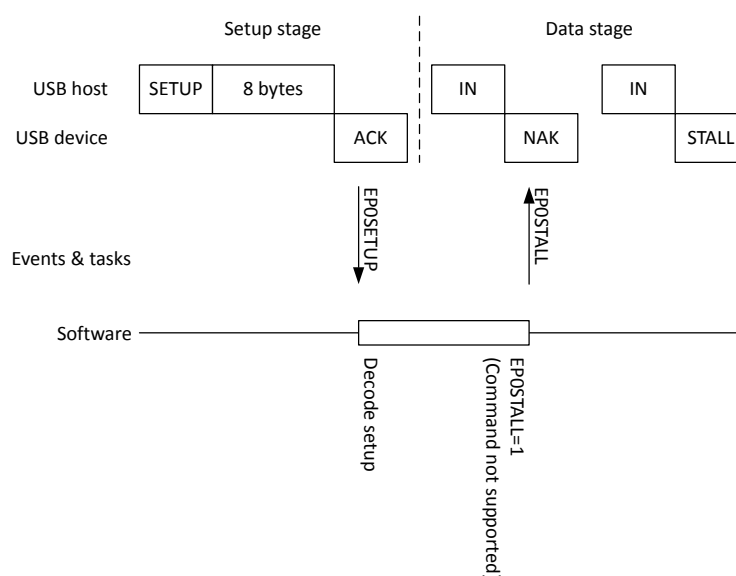 Setup stage
Data stage
USB host
SETUP
8 bytes
IN
IN
USB device
ACK
NAK
STALL
EP0SETUP
EP0STALL
Events & tasks
Software
Decode setup
EP0STALL=1
(Command not supported)